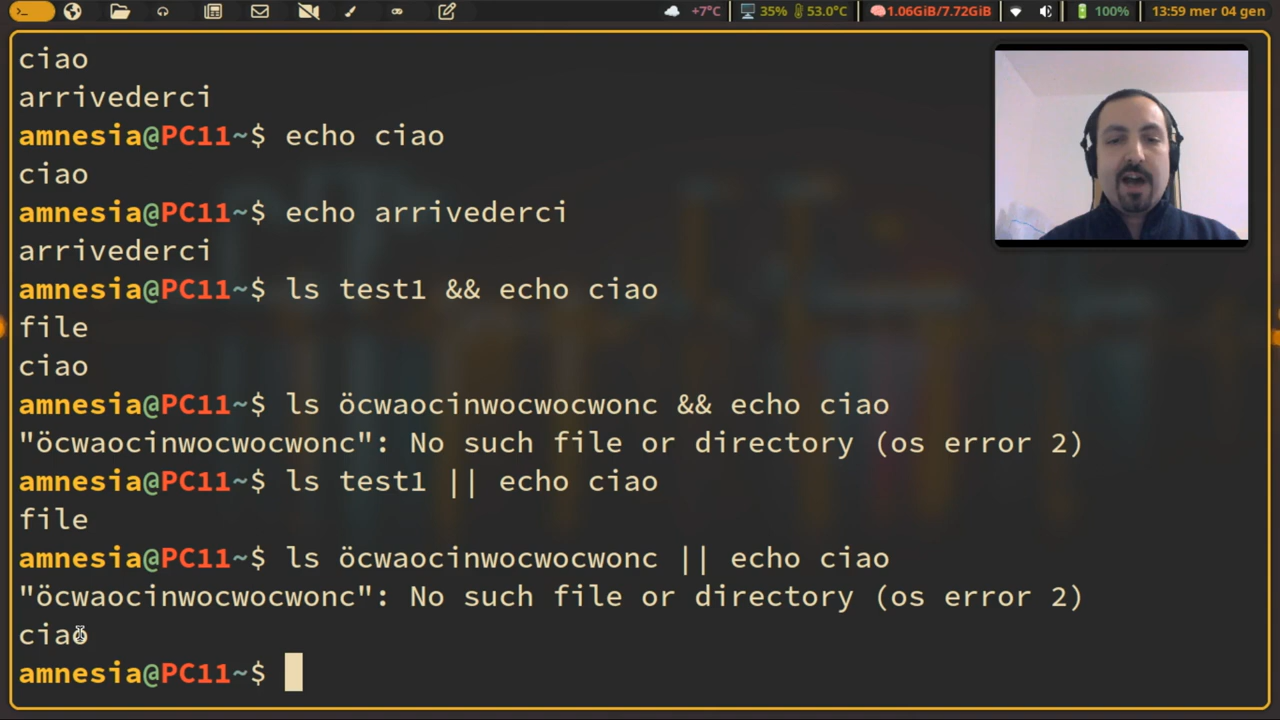 +7°C 35% 53.0°C 1.06GiB/7.72GiB 100% 13:59 mer 04 gen
ciao
arrivederci
amnesia@PC11~$ echo ciao
ciao
amnesia@PC11~$ echo arrivederci
arrivederci
amnesia@PC11~$ ls test1 && echo ciao
file
ciao
amnesia@PC11~$ ls öcwaocinwocwocwonc && echo ciao
"öcwaocinwocwocwonc": No such file or directory (os error 2)
amnesia@PC11~$ ls test1 || echo ciao
file
amnesia@PC11~$ ls öcwaocinwocwocwonc || echo ciao
"öcwaocinwocwocwonc": No such file or directory (os error 2)
ciao
amnesia@PC11~$